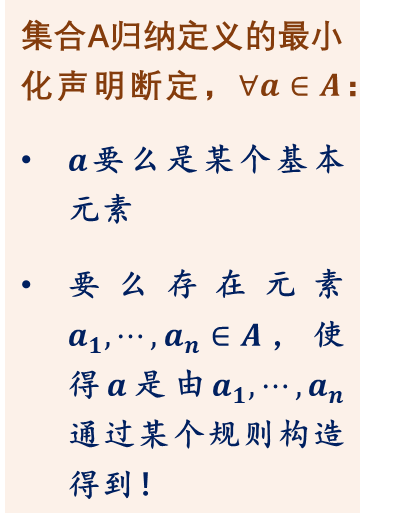 集合A归纳定义的最小
化声明断定，∀a ∈ A：
• a要么是某个基本
元素
• 要么存在元素
a₁, ⋯ , aₙ ∈ A ，使
得a是由a₁, ⋯ , aₙ
通过某个规则构造
得到！